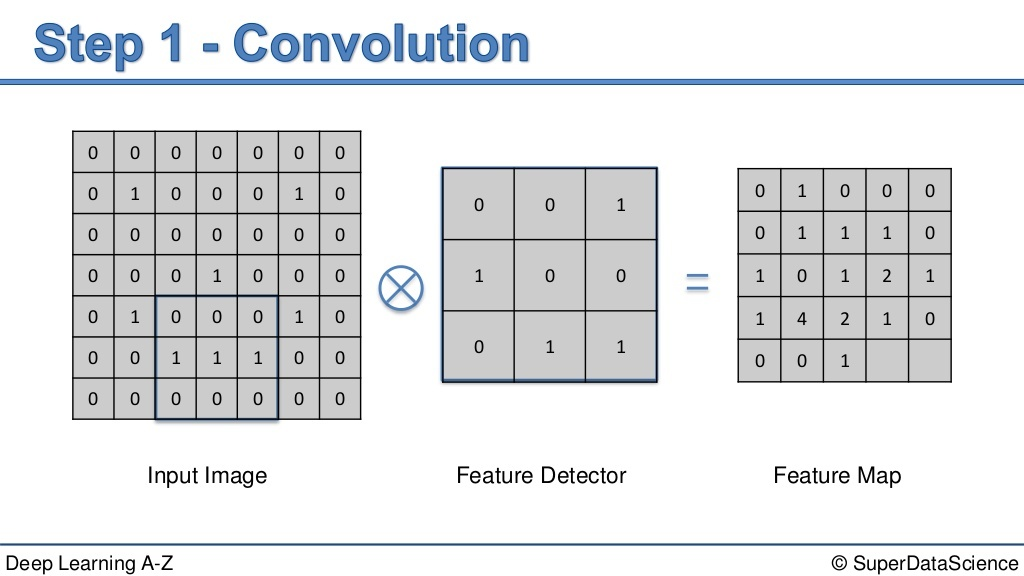 Step 1 - Convolution
0 0 0 0 0 0 0
0 1 0 0 0 1 0
0 0 0 0 0 0 0
0 0 0 1 0 0 0
0 1 0 0 0 1 0
0 0 1 1 1 0 0
0 0 0 0 0 0 0
⊗
0 0 1
1 0 0
0 1 1
=
0 1 0 0 0
0 1 1 1 0
1 0 1 2 1
1 4 2 1 0
0 0 1
Input Image
Feature Detector
Feature Map
Deep Learning A-Z
© SuperDataScience